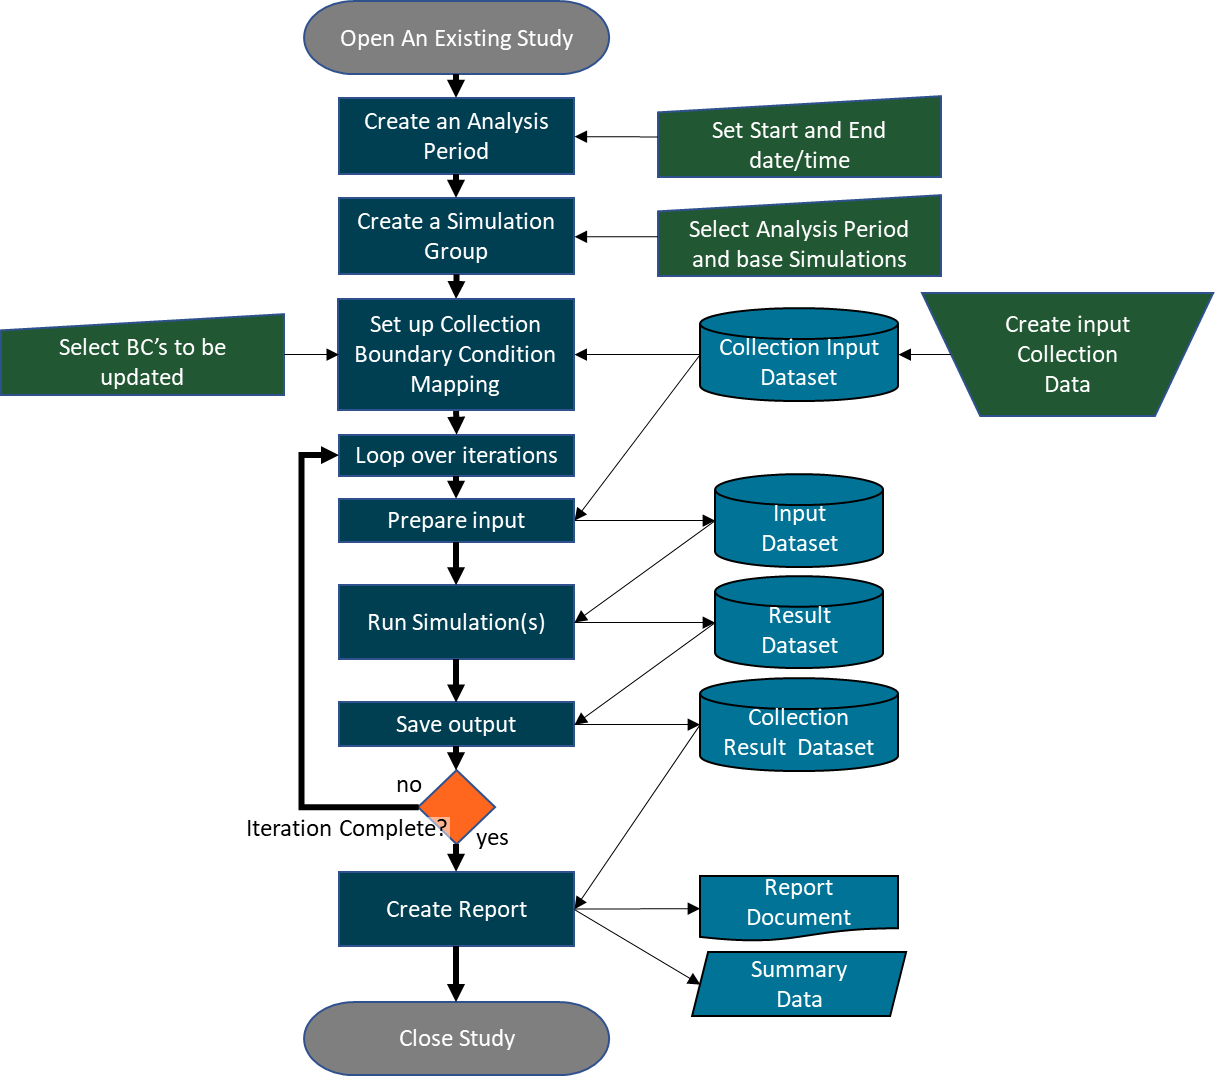 Open An Existing Study
Create an Analysis
Period
Set Start and End
date/time
Create a Simulation
Group
Select Analysis Period
and base Simulations
Select BC’s to be
updated
Set up Collection
Boundary Condition
Mapping
Collection Input
Dataset
Create input
Collection
Data
Loop over iterations
Prepare input
Input
Dataset
Run Simulation(s)
Result
Dataset
Save output
Collection
Result  Dataset
no
Iteration Complete?
yes
Create Report
Report
Document
Summary
Data
Close Study